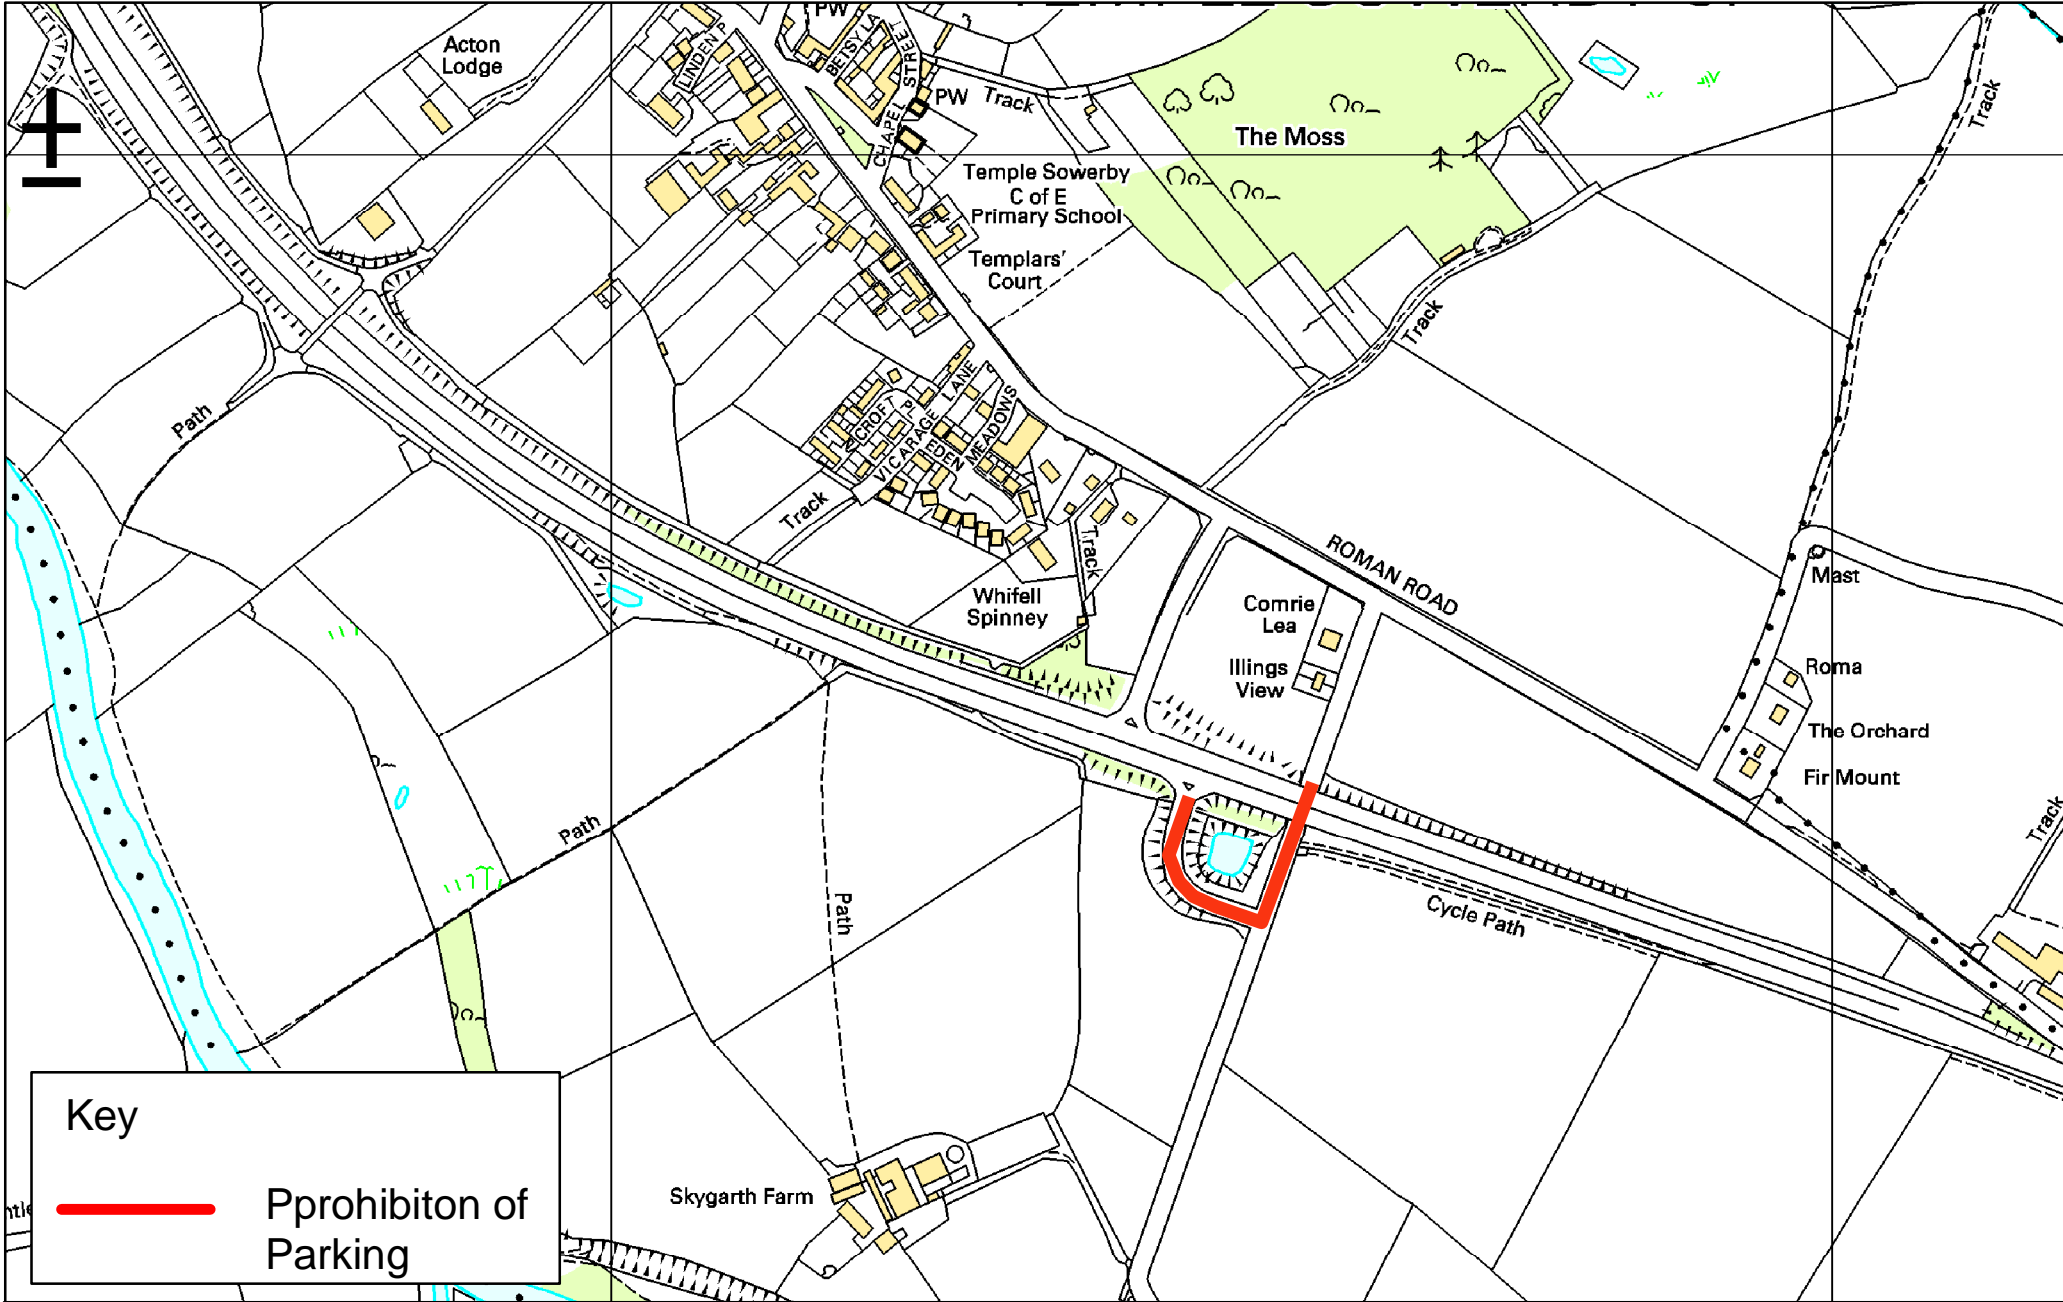 PW
Acton
Lodge
LINDEN P
BETSY LA
CHAPEL STREET
PW
Track
The Moss
Track
Temple Sowerby
C of E
Primary School
Templars'
Court
Track
Path
CROFT PL
VICARAGE LANE
EDEN MEADOWS
Track
Track
ROMAN ROAD
Mast
Whifell
Spinney
Comrie
Lea
Illings
View
Roma
The Orchard
Fir Mount
Track
Path
Path
Cycle Path
Skygarth Farm
Key
Pprohibiton of
Parking